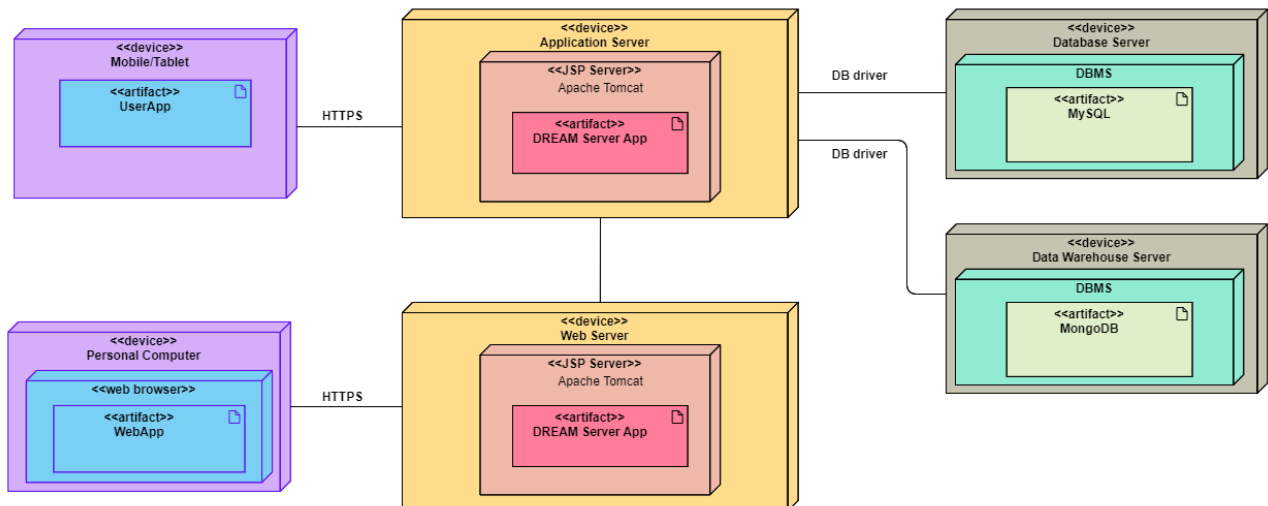 <<device>>
Mobile/Tablet
<<artifact>>
UserApp
HTTPS
<<device>>
Application Server
<<JSP Server>>
Apache Tomcat
<<artifact>>
DREAM Server App
DB driver
DB driver
<<device>>
Database Server
DBMS
<<artifact>>
MySQL
<<device>>
Data Warehouse Server
DBMS
<<artifact>>
MongoDB
<<device>>
Personal Computer
<<web browser>>
<<artifact>>
WebApp
HTTPS
<<device>>
Web Server
<<JSP Server>>
Apache Tomcat
<<artifact>>
DREAM Server App